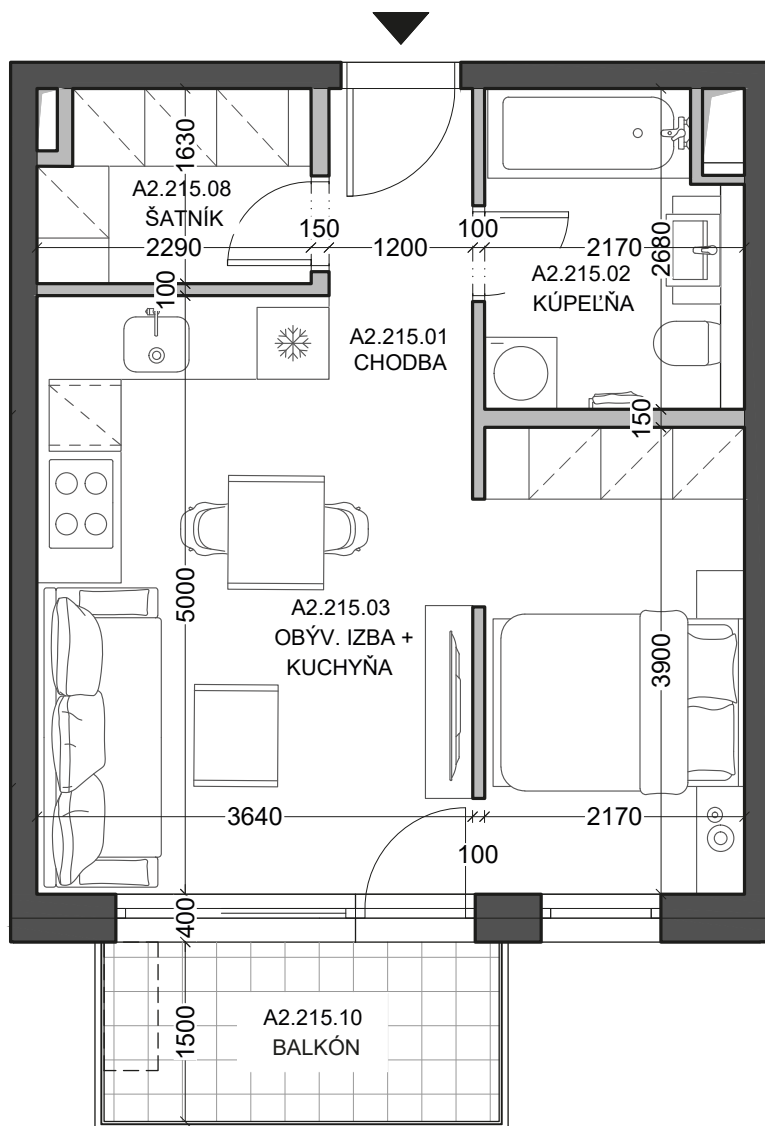 1630
A2.215.08
ŠATNÍK
2290
150
1200
100
2170
2680
A2.215.02
KÚPEĽŇA
100
A2.215.01
CHODBA
150
5000
A2.215.03
OBÝV. IZBA +
KUCHYŇA
3900
3640
2170
100
400
1500
A2.215.10
BALKÓN